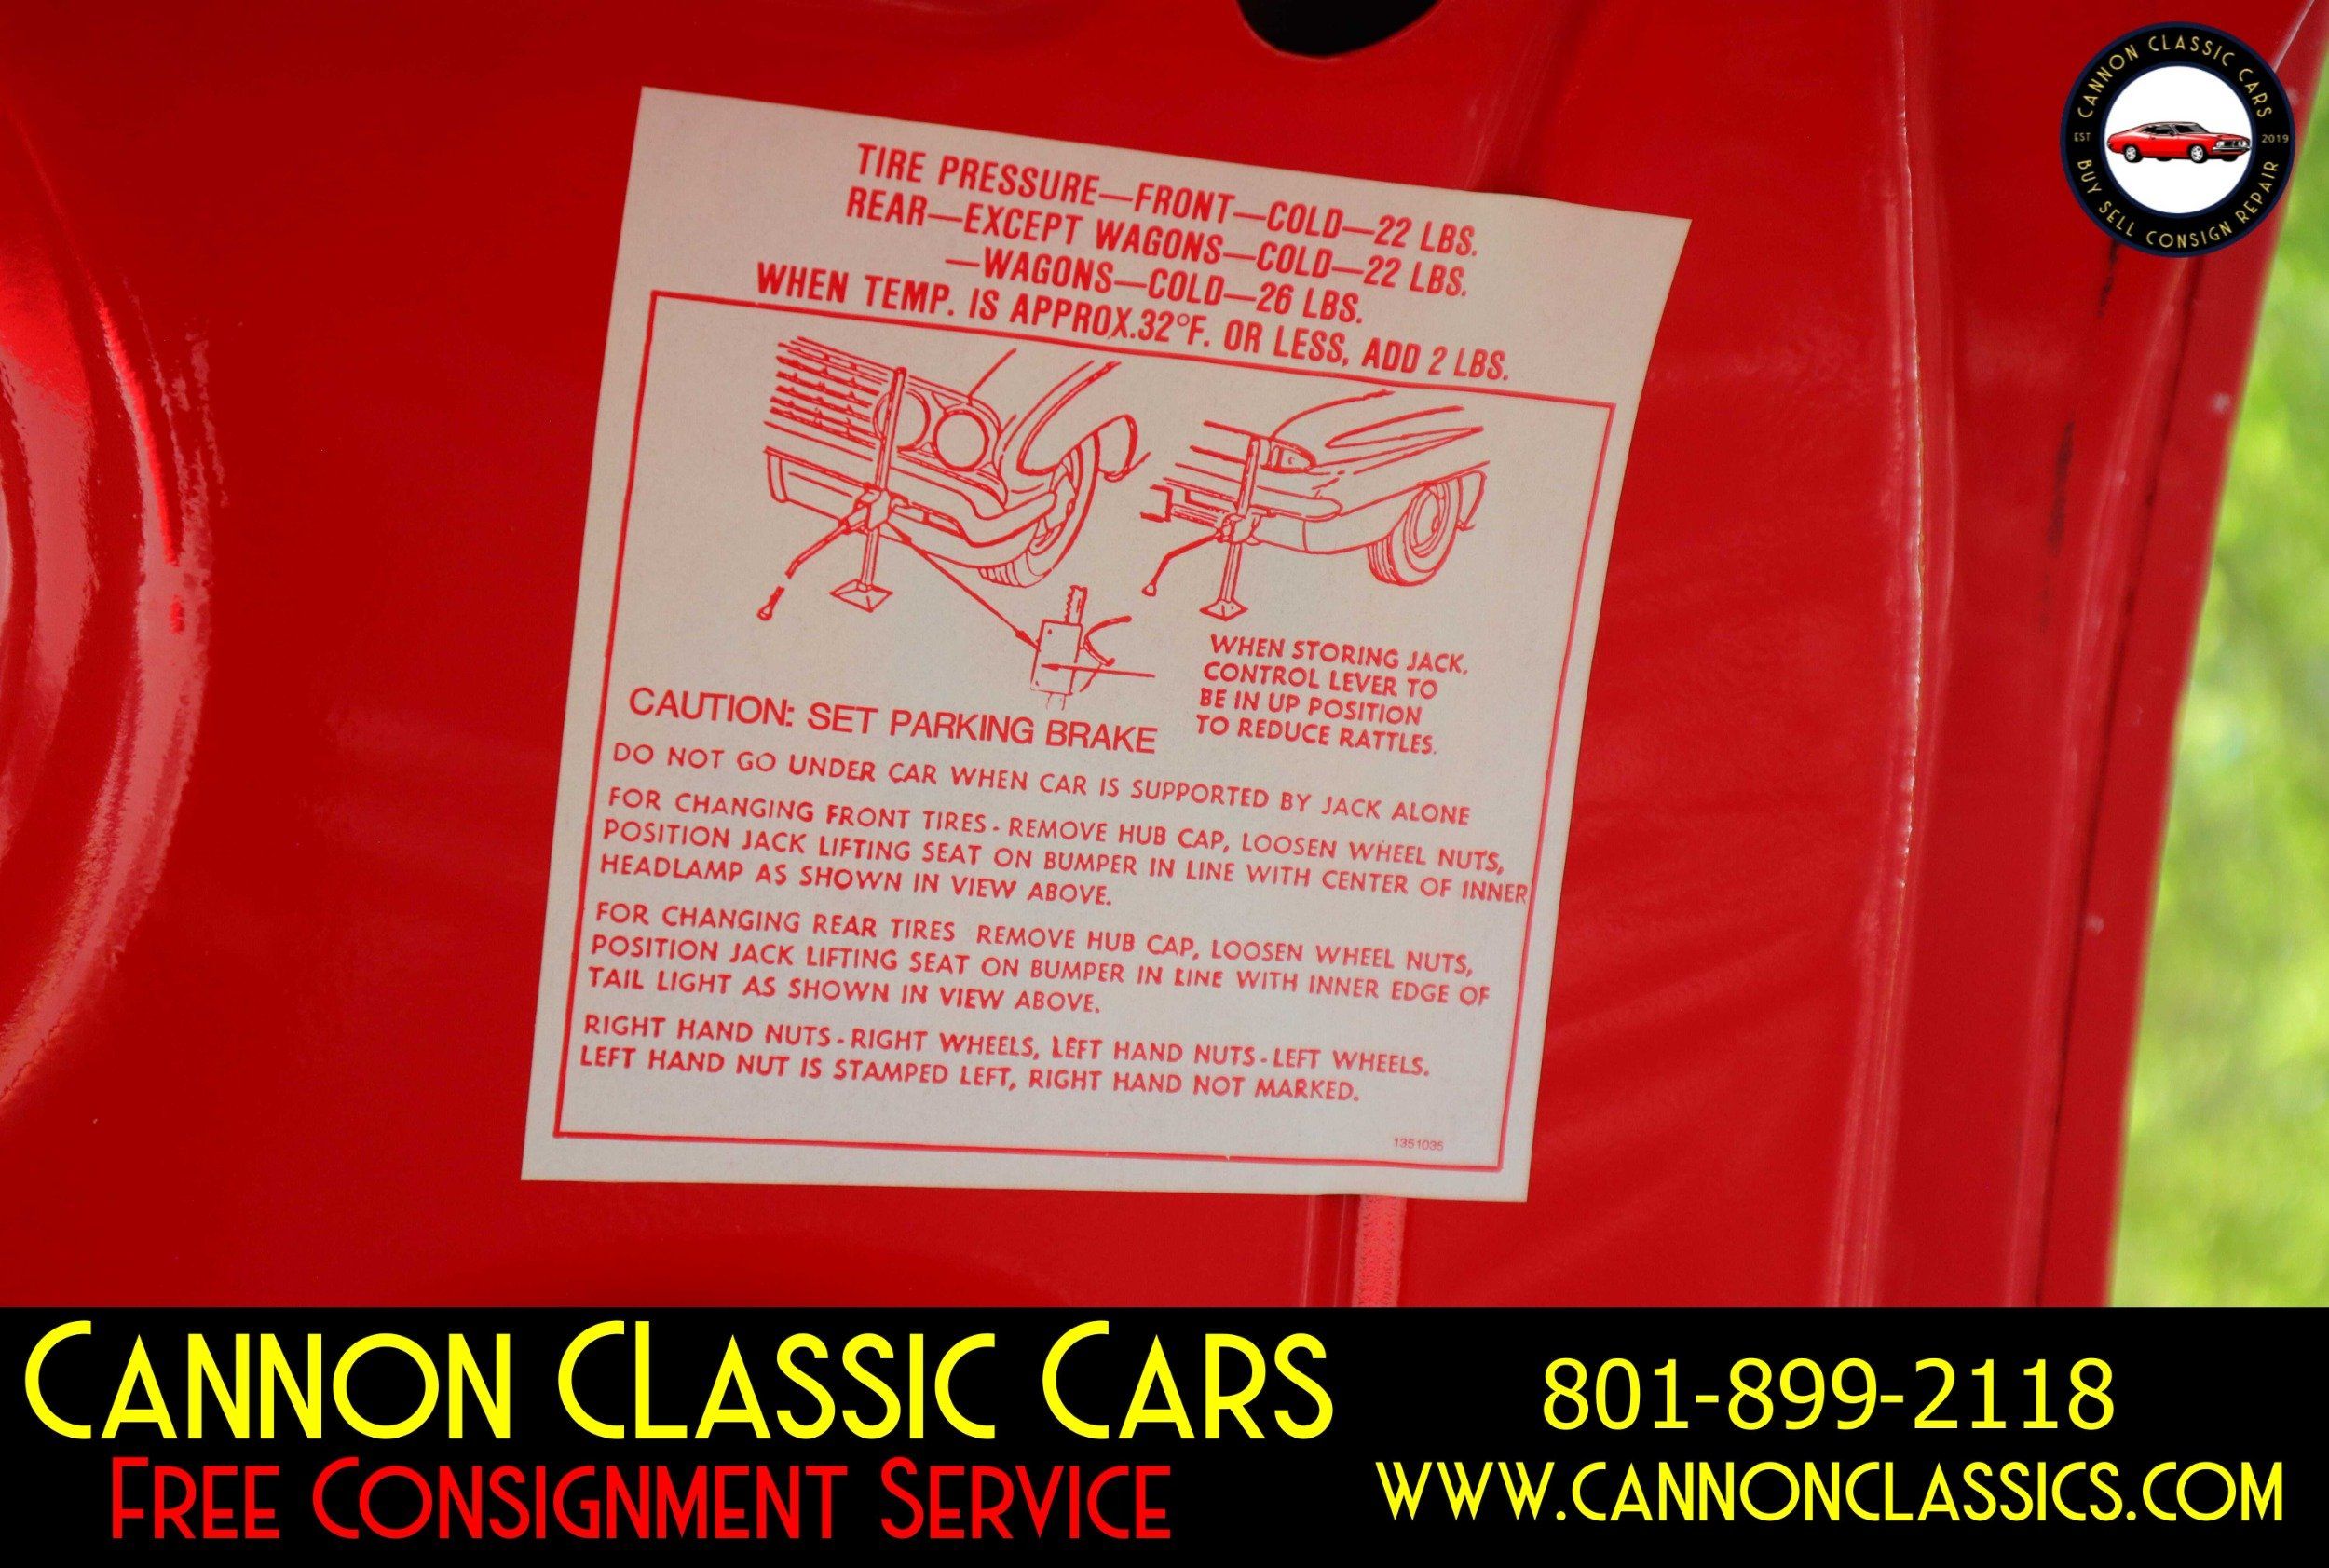 CANNON CLASSIC CARS
EST 2019
BUY SELL CONSIGN REPAIR
TIRE PRESSURE—FRONT—COLD—22 LBS.
REAR—EXCEPT WAGONS—COLD—22 LBS.
—WAGONS—COLD—26 LBS.
WHEN TEMP. IS APPROX.32°F. OR LESS, ADD 2 LBS.
WHEN STORING JACK,
CONTROL LEVER TO
BE IN UP POSITION
TO REDUCE RATTLES.
CAUTION: SET PARKING BRAKE
DO NOT GO UNDER CAR WHEN CAR IS SUPPORTED BY JACK ALONE
FOR CHANGING FRONT TIRES - REMOVE HUB CAP, LOOSEN WHEEL NUTS,
POSITION JACK LIFTING SEAT ON BUMPER IN LINE WITH CENTER OF INNER
HEADLAMP AS SHOWN IN VIEW ABOVE.
FOR CHANGING REAR TIRES REMOVE HUB CAP, LOOSEN WHEEL NUTS,
POSITION JACK LIFTING SEAT ON BUMPER IN LINE WITH INNER EDGE OF
TAIL LIGHT AS SHOWN IN VIEW ABOVE.
RIGHT HAND NUTS - RIGHT WHEELS, LEFT HAND NUTS - LEFT WHEELS.
LEFT HAND NUT IS STAMPED LEFT, RIGHT HAND NOT MARKED.
1351035
CANNON CLASSIC CARS
FREE CONSIGNMENT SERVICE
801-899-2118
WWW.CANNONCLASSICS.COM